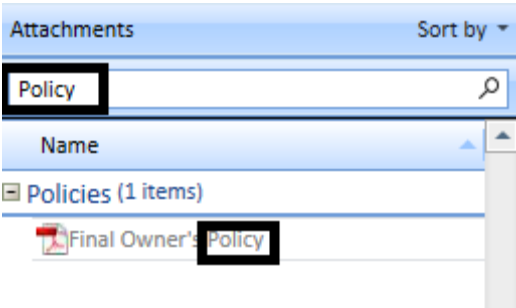 Attachments Sort by
Policy
Name
Policies (1 items)
Final Owner's Policy